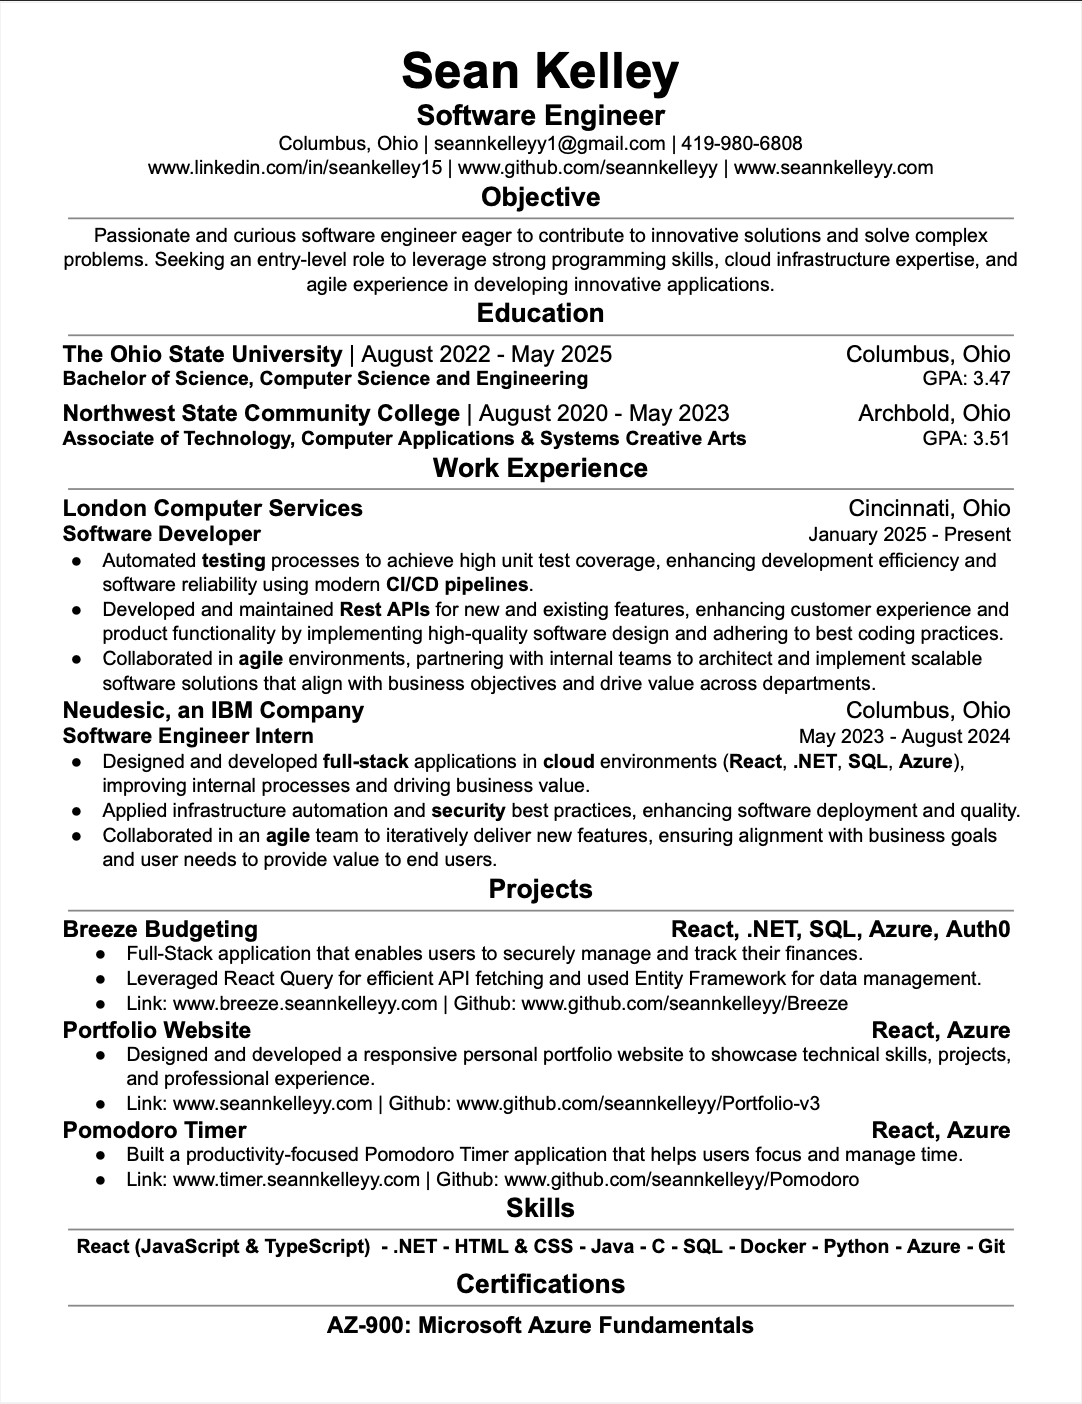 Sean Kelley
Software Engineer
Columbus, Ohio | seannkelleyy1@gmail.com | 419-980-6808
www.linkedin.com/in/seankelley15 | www.github.com/seannkelleyy | www.seannkelleyy.com
Objective
Passionate and curious software engineer eager to contribute to innovative solutions and solve complex
problems. Seeking an entry-level role to leverage strong programming skills, cloud infrastructure expertise, and
agile experience in developing innovative applications.
Education
The Ohio State University | August 2022 - May 2025 Columbus, Ohio
Bachelor of Science, Computer Science and Engineering GPA: 3.47
Northwest State Community College | August 2020 - May 2023 Archbold, Ohio
Associate of Technology, Computer Applications & Systems Creative Arts GPA: 3.51
Work Experience
London Computer Services Cincinnati, Ohio
Software Developer January 2025 - Present
● Automated testing processes to achieve high unit test coverage, enhancing development efficiency and
software reliability using modern CI/CD pipelines.
● Developed and maintained Rest APIs for new and existing features, enhancing customer experience and
product functionality by implementing high-quality software design and adhering to best coding practices.
● Collaborated in agile environments, partnering with internal teams to architect and implement scalable
software solutions that align with business objectives and drive value across departments.
Neudesic, an IBM Company Columbus, Ohio
Software Engineer Intern May 2023 - August 2024
● Designed and developed full-stack applications in cloud environments (React, .NET, SQL, Azure),
improving internal processes and driving business value.
● Applied infrastructure automation and security best practices, enhancing software deployment and quality.
● Collaborated in an agile team to iteratively deliver new features, ensuring alignment with business goals
and user needs to provide value to end users.
Projects
Breeze Budgeting React, .NET, SQL, Azure, Auth0
● Full-Stack application that enables users to securely manage and track their finances.
● Leveraged React Query for efficient API fetching and used Entity Framework for data management.
● Link: www.breeze.seannkelleyy.com | Github: www.github.com/seannkelleyy/Breeze
Portfolio Website React, Azure
● Designed and developed a responsive personal portfolio website to showcase technical skills, projects,
and professional experience.
● Link: www.seannkelleyy.com | Github: www.github.com/seannkelleyy/Portfolio-v3
Pomodoro Timer React, Azure
● Built a productivity-focused Pomodoro Timer application that helps users focus and manage time.
● Link: www.timer.seannkelleyy.com | Github: www.github.com/seannkelleyy/Pomodoro
Skills
React (JavaScript & TypeScript)  - .NET - HTML & CSS - Java - C - SQL - Docker - Python - Azure - Git
Certifications
AZ-900: Microsoft Azure Fundamentals